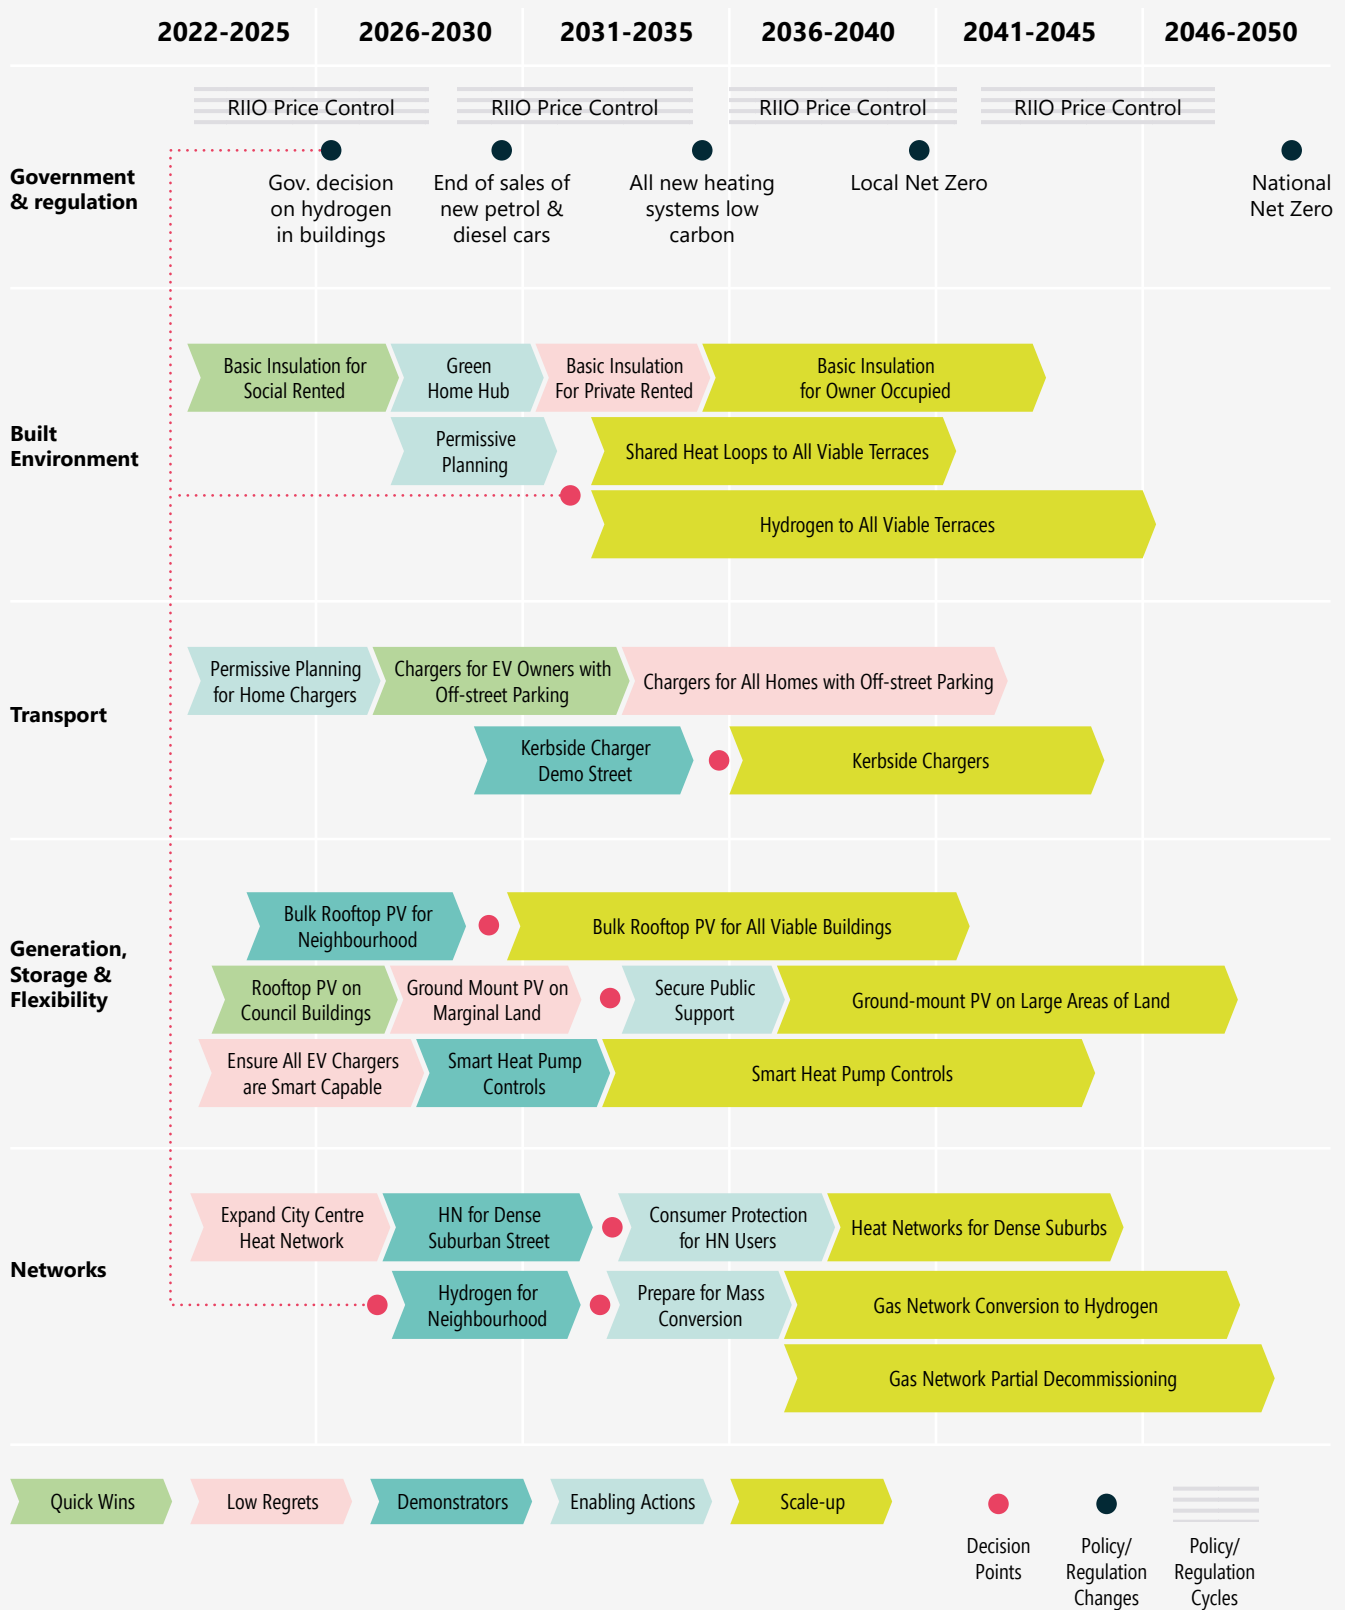 2022-2025
2026-2030
2031-2035
2036-2040
2041-2045
2046-2050
RIIO Price Control
RIIO Price Control
RIIO Price Control
RIIO Price Control
Government
& regulation
Gov. decision
on hydrogen
in buildings
End of sales of
new petrol &
diesel cars
All new heating
systems low
carbon
Local Net Zero
National
Net Zero
Built
Environment
Basic Insulation for
Social Rented
Green
Home Hub
Basic Insulation
For Private Rented
Basic Insulation
for Owner Occupied
Permissive
Planning
Shared Heat Loops to All Viable Terraces
Hydrogen to All Viable Terraces
Transport
Permissive Planning
for Home Chargers
Chargers for EV Owners with
Off-street Parking
Chargers for All Homes with Off-street Parking
Kerbside Charger
Demo Street
Kerbside Chargers
Generation,
Storage &
Flexibility
Bulk Rooftop PV for
Neighbourhood
Bulk Rooftop PV for All Viable Buildings
Rooftop PV on
Council Buildings
Ground Mount PV on
Marginal Land
Secure Public
Support
Ground-mount PV on Large Areas of Land
Ensure All EV Chargers
are Smart Capable
Smart Heat Pump
Controls
Smart Heat Pump Controls
Networks
Expand City Centre
Heat Network
HN for Dense
Suburban Street
Consumer Protection
for HN Users
Heat Networks for Dense Suburbs
Hydrogen for
Neighbourhood
Prepare for Mass
Conversion
Gas Network Conversion to Hydrogen
Gas Network Partial Decommissioning
Quick Wins
Low Regrets
Demonstrators
Enabling Actions
Scale-up
Decision
Points
Policy/
Regulation
Changes
Policy/
Regulation
Cycles